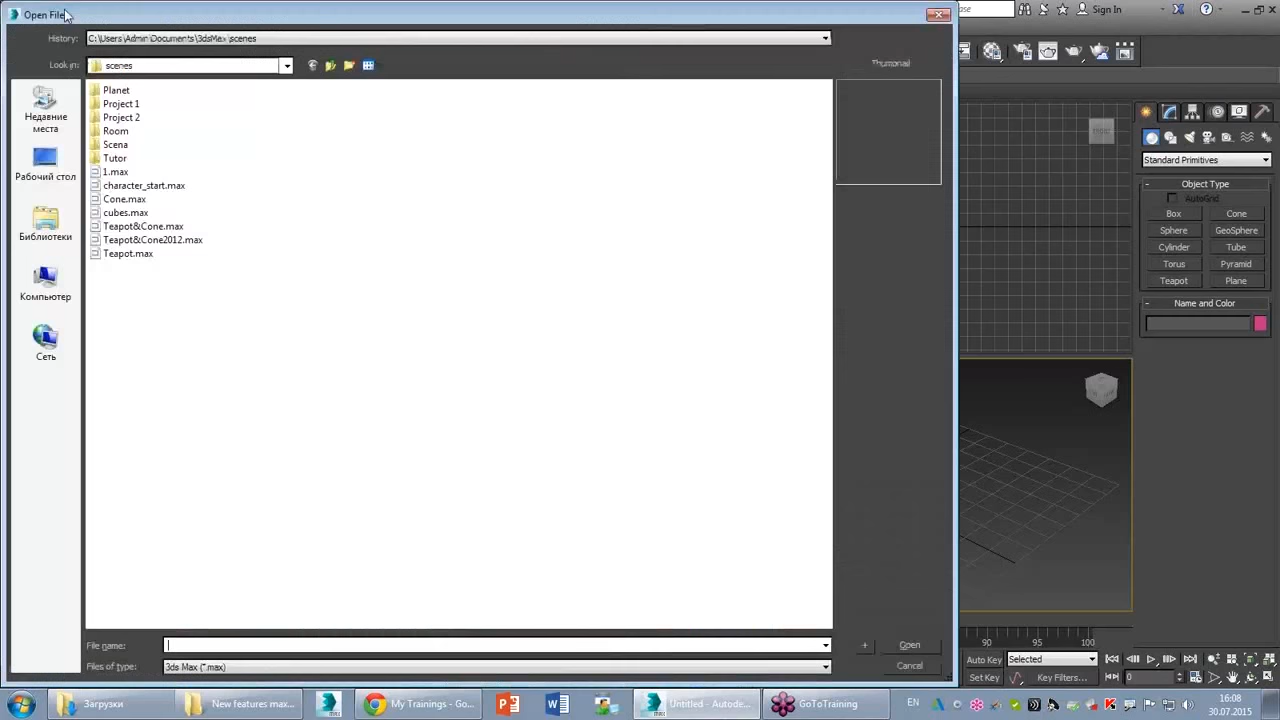 Open File
Sign In
History:
C:\Users\Admin\Documents\3dsMax\scenes
Look in:
scenes
Thumbnail
Недавние места
Рабочий стол
Библиотеки
Компьютер
Сеть
Planet
Project 1
Project 2
Room
Scena
Tutor
1.max
character_start.max
Cone.max
cubes.max
Teapot&Cone.max
Teapot&Cone2012.max
Teapot.max
Standard Primitives
Object Type
AutoGrid
Box Cone
Sphere GeoSphere
Cylinder Tube
Torus Pyramid
Teapot Plane
Name and Color
File name:
+ Open
Files of type:
3ds Max (*.max)
Cancel
90 95 100
Auto Key Selected
Set Key Key Filters...
0
Загрузки
New features max...
My Trainings - Go...
Untitled - Autode...
GoToTraining
EN
16:08
30.07.2015